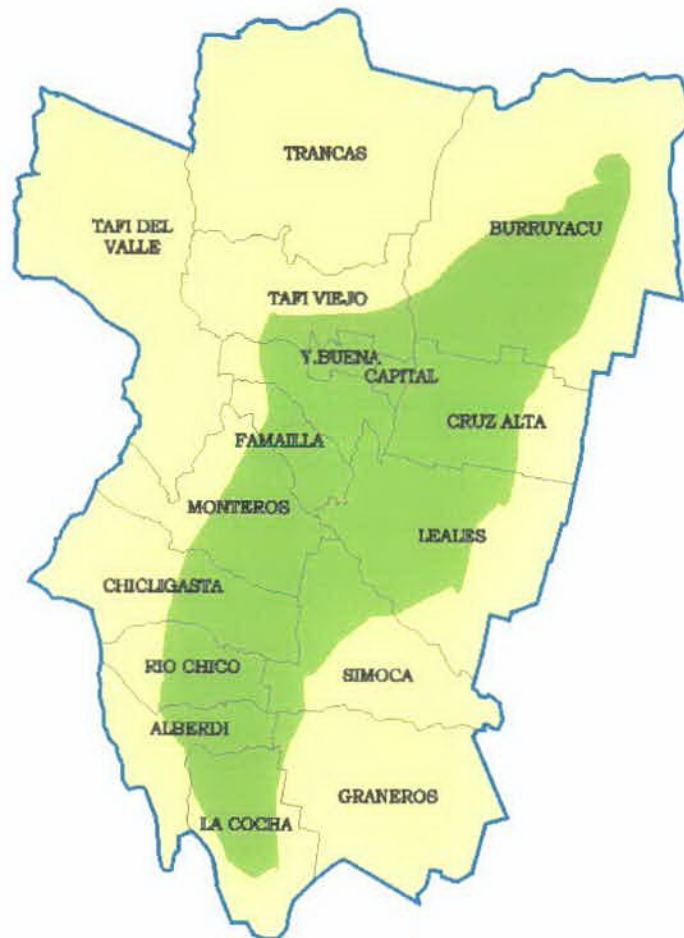 TRANCAS
TAFI DEL
VALLE
BURRUYACU
TAFI VIEJO
Y.BUENA
CAPITAL
CRUZ ALTA
FAMAILLA
MONTEROS
LEALES
CHICLIGASTA
RIO CHICO
SIMOCA
ALBERDI
GRANEROS
LA COCHA